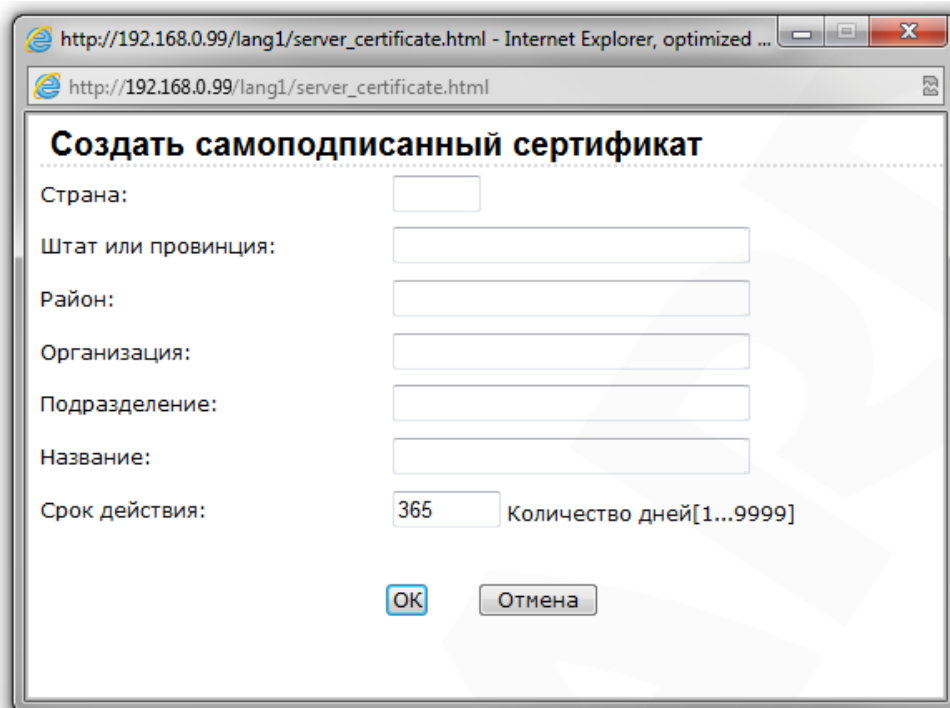 http://192.168.0.99/lang1/server_certificate.html - Internet Explorer, optimized ...
http://192.168.0.99/lang1/server_certificate.html
Создать самоподписанный сертификат
Страна:
Штат или провинция:
Район:
Организация:
Подразделение:
Название:
Срок действия: 365 Количество дней[1...9999]
OK Отмена